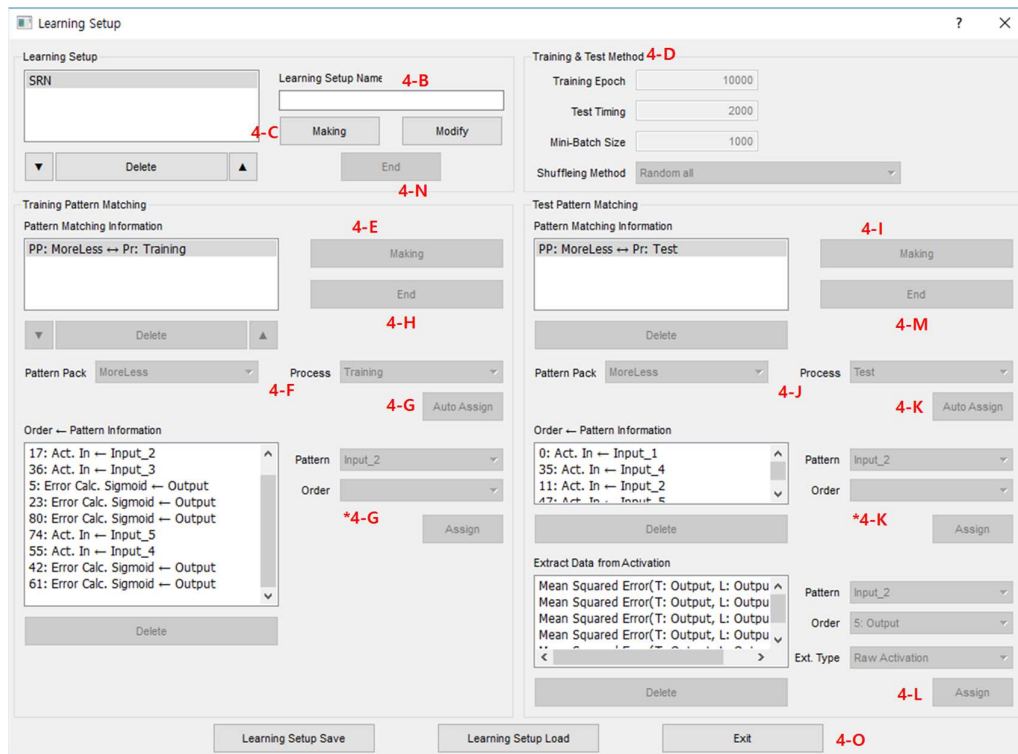 Learning Setup
?
Learning Setup
SRN
Learning Setup Name 4-B
4-C Making Modify
▼ Delete ▲ End
4-N
Training & Test Method 4-D
Training Epoch 10000
Test Timing 2000
Mini-Batch Size 1000
Shuffleing Method Random all
Training Pattern Matching
Pattern Matching Information 4-E
PP: MoreLess ↔ Pr: Training
Making
End
4-H
▼ Delete ▲
Pattern Pack MoreLess Process Training
4-F
4-G Auto Assign
Order ← Pattern Information
17: Act. In ← Input_2
36: Act. In ← Input_3
5: Error Calc. Sigmoid ← Output
23: Error Calc. Sigmoid ← Output
80: Error Calc. Sigmoid ← Output
74: Act. In ← Input_5
55: Act. In ← Input_4
42: Error Calc. Sigmoid ← Output
61: Error Calc. Sigmoid ← Output
Pattern Input_2
Order
*4-G
Assign
Delete
Test Pattern Matching
Pattern Matching Information 4-I
PP: MoreLess ↔ Pr: Test
Making
End
4-M
Delete
Pattern Pack MoreLess Process Test
4-J
4-K Auto Assign
Order ← Pattern Information
0: Act. In ← Input_1
35: Act. In ← Input_4
11: Act. In ← Input_2
47: Act. In ← Input_5
Pattern Input_2
Order
*4-K
Delete Assign
Extract Data from Activation
Mean Squared Error(T: Output, L: Outpu
Mean Squared Error(T: Output, L: Outpu
Mean Squared Error(T: Output, L: Outpu
Mean Squared Error(T: Output, L: Outpu
Pattern Input_2
Order 5: Output
Ext. Type Raw Activation
Delete 4-L Assign
Learning Setup Save Learning Setup Load Exit 4-O